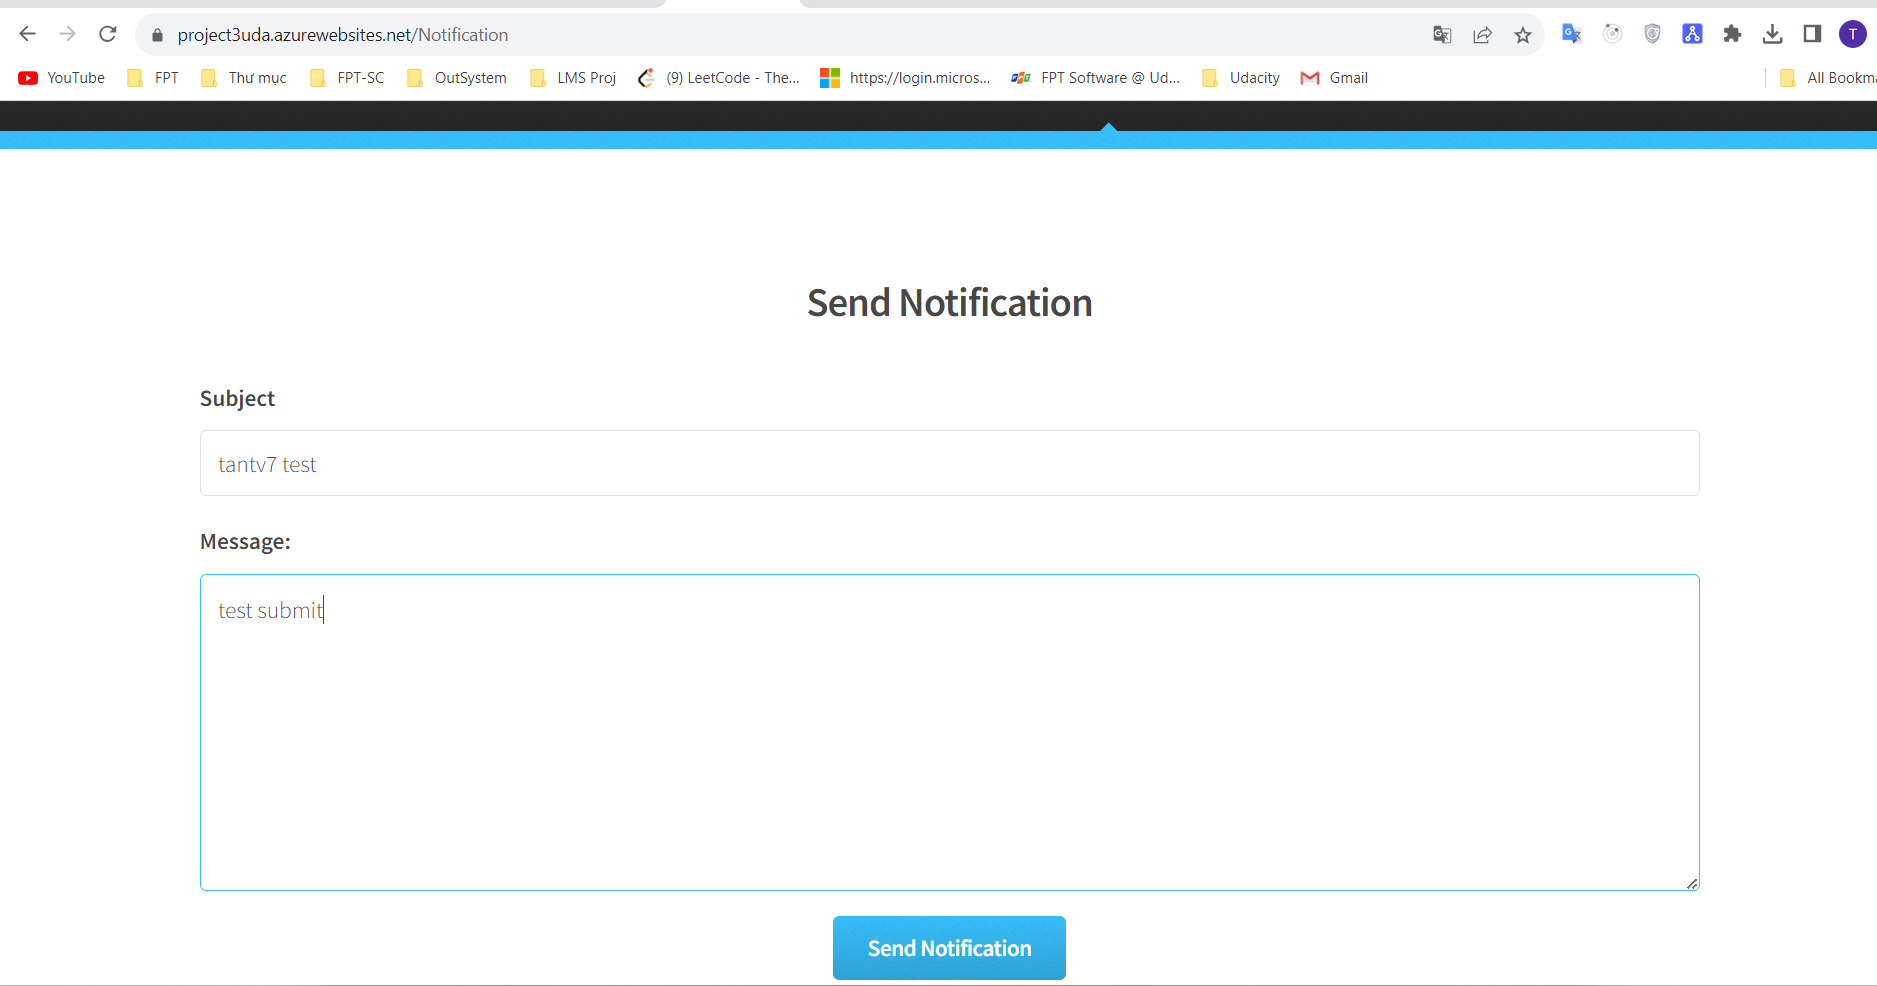 project3uda.azurewebsites.net/Notification
T
YouTube FPT Thư mục FPT-SC OutSystem LMS Proj (9) LeetCode - The... https://login.micros... FPT Software @ Ud... Udacity Gmail All Bookma
Send Notification
Subject
tantv7 test
Message:
test submit
Send Notification